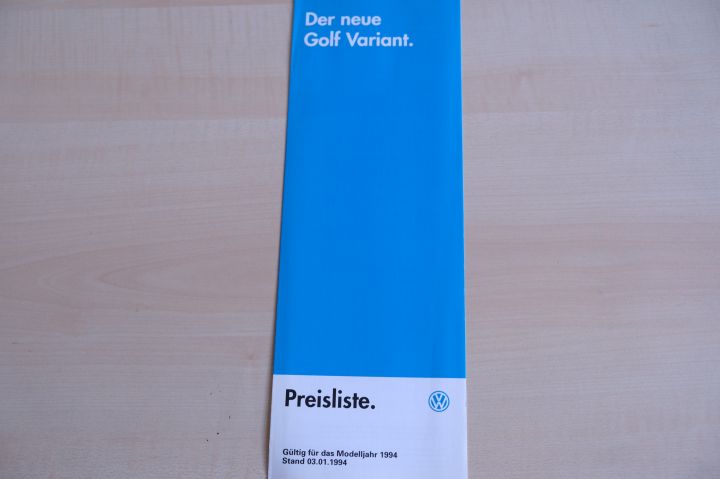 Der neue
Golf Variant.
Preisliste.
Gültig für das Modelljahr 1994
Stand 03.01.1994